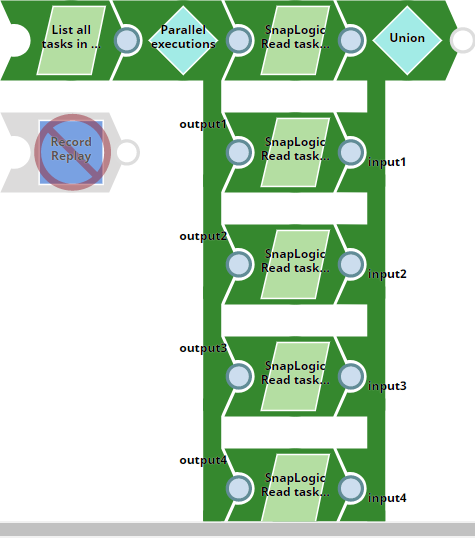 List all
tasks in ...
Parallel
executions
SnapLogic
Read task...
Union
Record
Replay
output1
SnapLogic
Read task...
input1
output2
SnapLogic
Read task...
input2
output3
SnapLogic
Read task...
input3
output4
SnapLogic
Read task...
input4